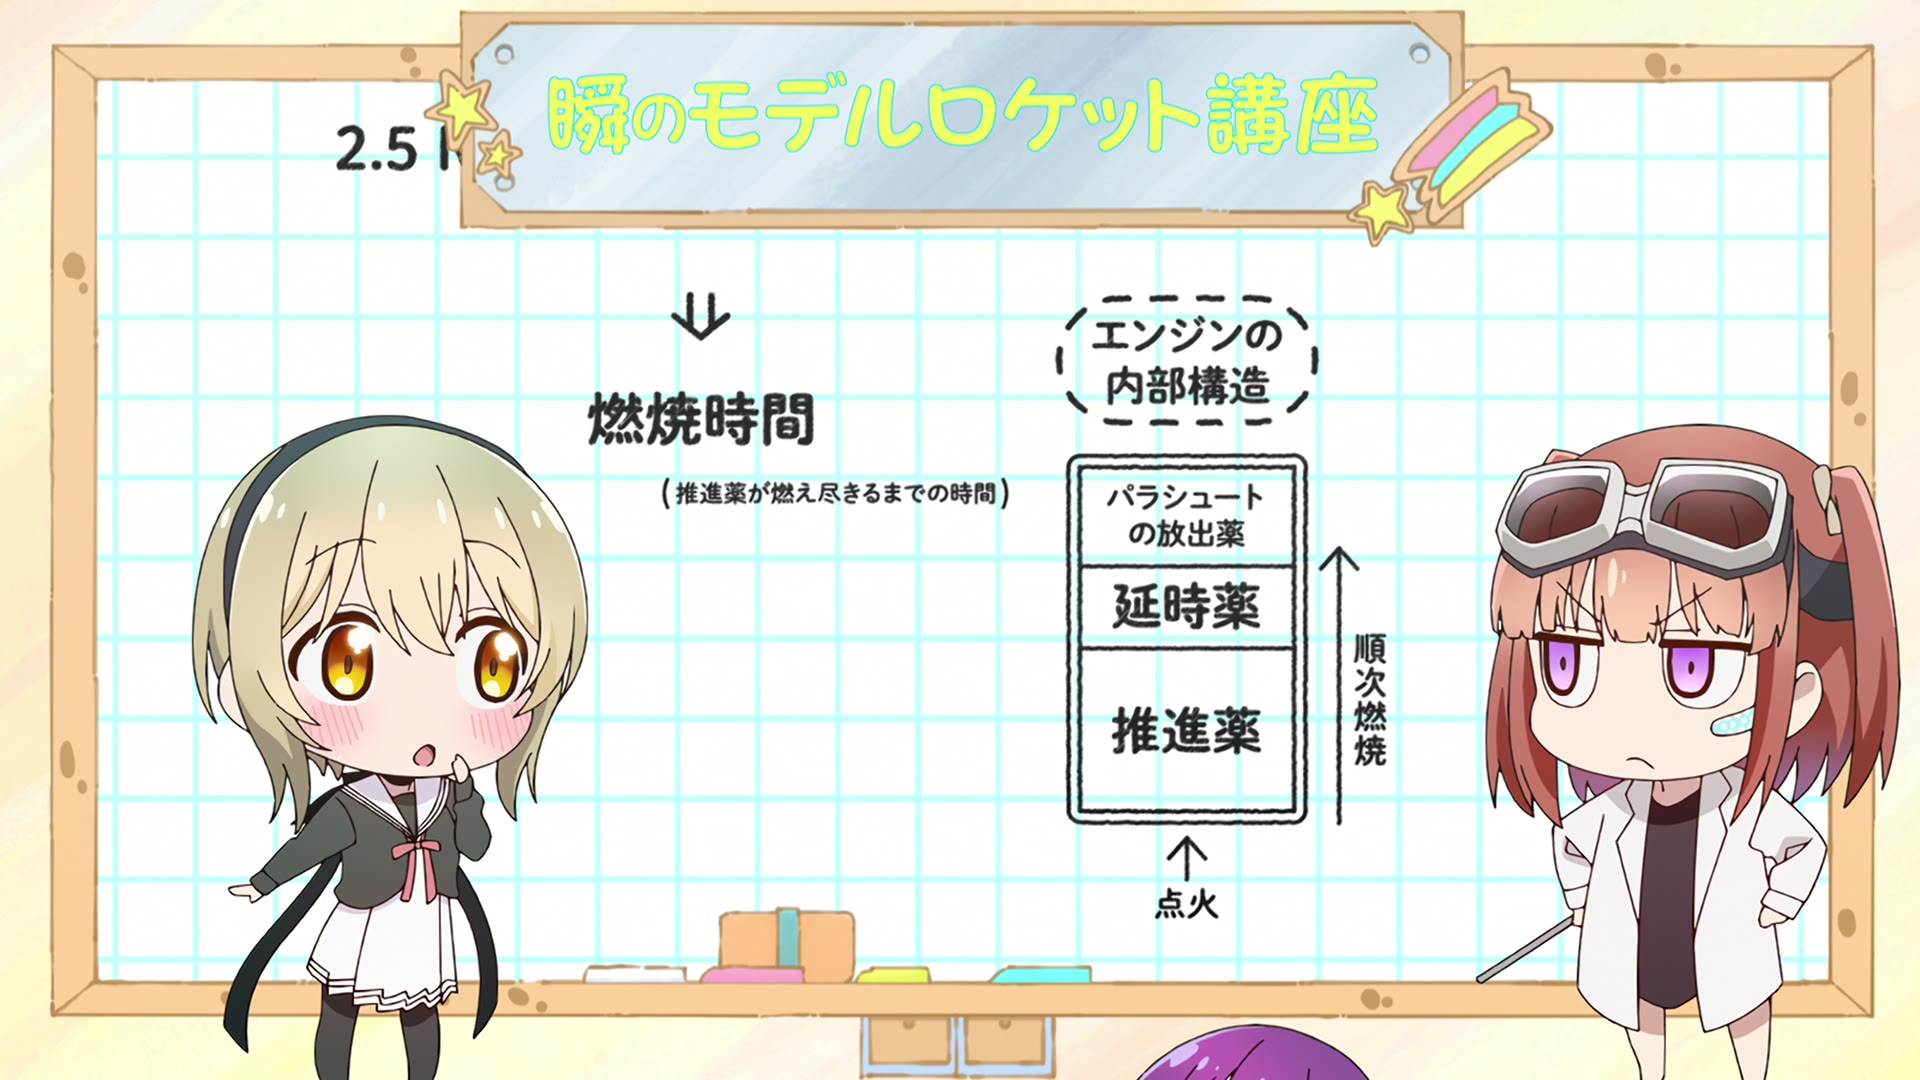 瞬のモデルロケット講座
2.5
⇓
燃焼時間
(推進薬が燃え尽きるまでの時間)
エンジンの
内部構造
パラシュート
の放出薬
延時薬
推進薬
順次燃焼
点火